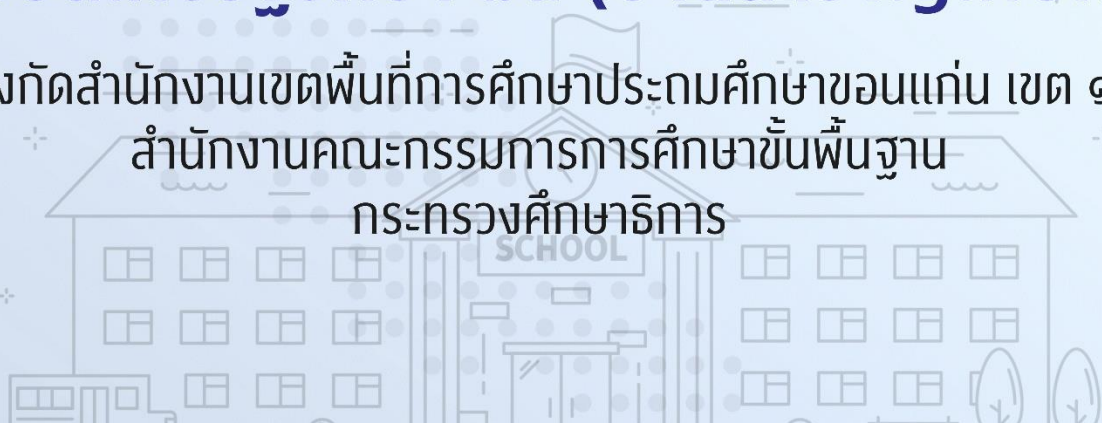 งกัดสำนักงานเขตพื้นที่การศึกษาประถมศึกษาขอนแก่น เขต ๑
สำนักงานคณะกรรมการการศึกษาขั้นพื้นฐาน
กระทรวงศึกษาธิการ
SCHOOL